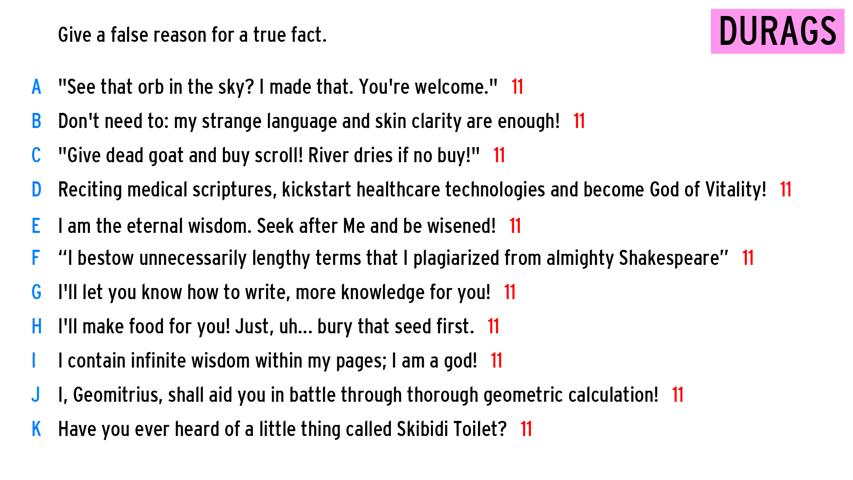 Give a false reason for a true fact.
DURAGS
A "See that orb in the sky? I made that. You're welcome." 11
B Don't need to: my strange language and skin clarity are enough! 11
C "Give dead goat and buy scroll! River dries if no buy!" 11
D Reciting medical scriptures, kickstart healthcare technologies and become God of Vitality! 11
E I am the eternal wisdom. Seek after Me and be wisened! 11
F “I bestow unnecessarily lengthy terms that I plagiarized from almighty Shakespeare” 11
G I'll let you know how to write, more knowledge for you! 11
H I'll make food for you! Just, uh... bury that seed first. 11
I I contain infinite wisdom within my pages; I am a god! 11
J I, Geomitrius, shall aid you in battle through thorough geometric calculation! 11
K Have you ever heard of a little thing called Skibidi Toilet? 11